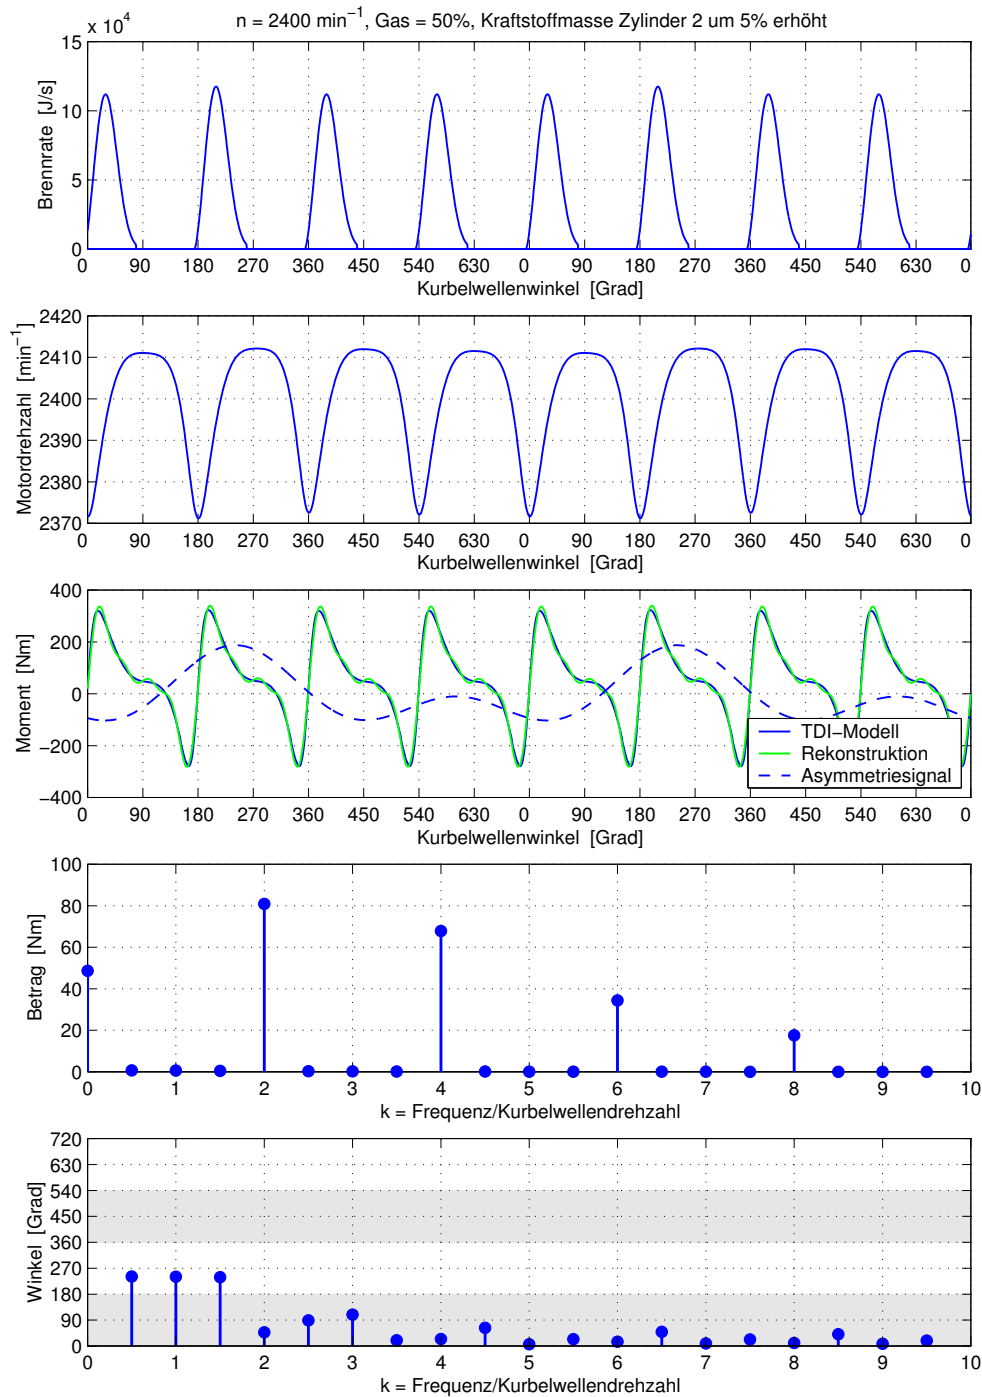 n = 2400 min⁻¹, Gas = 50%, Kraftstoffmasse Zylinder 2 um 5% erhöht
x 10⁴
15
10
5
0
Brennrate [J/s]
0 90 180 270 360 450 540 630 0 90 180 270 360 450 540 630 0
Kurbelwellenwinkel [Grad]
2420
2410
2400
2390
2380
2370
Motordrehzahl [min⁻¹]
0 90 180 270 360 450 540 630 0 90 180 270 360 450 540 630 0
Kurbelwellenwinkel [Grad]
400
200
0
−200
−400
Moment [Nm]
TDI−Modell
Rekonstruktion
Asymmetriesignal
0 90 180 270 360 450 540 630 0 90 180 270 360 450 540 630 0
Kurbelwellenwinkel [Grad]
100
80
60
40
20
0
Betrag [Nm]
0 1 2 3 4 5 6 7 8 9 10
k = Frequenz/Kurbelwellendrehzahl
720
630
540
450
360
270
180
90
0
Winkel [Grad]
0 1 2 3 4 5 6 7 8 9 10
k = Frequenz/Kurbelwellendrehzahl